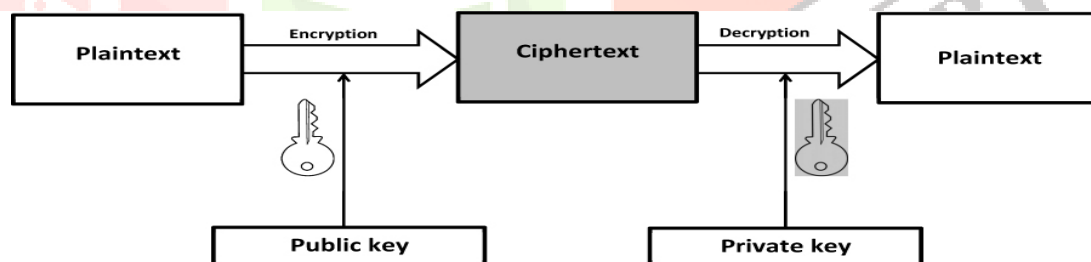 Encryption
Decryption
Plaintext
Ciphertext
Plaintext
Public key
Private key